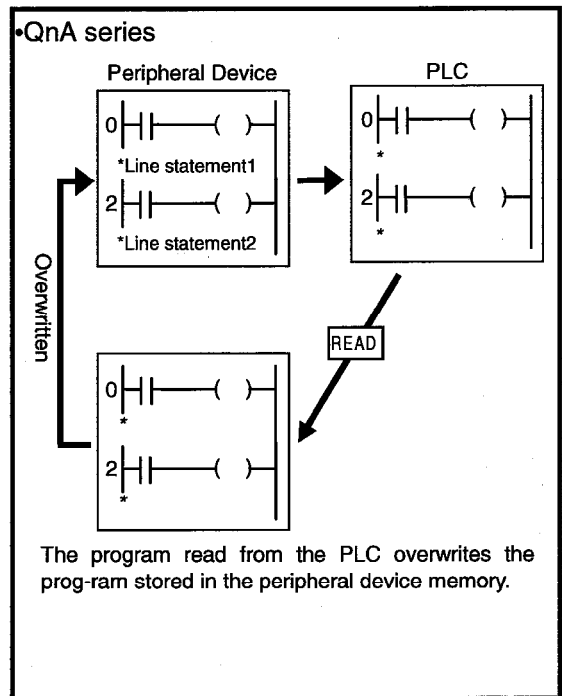 •QnA series
Peripheral Device
PLC
0
*Line statement1
2
*Line statement2
0
*
2
*
Overwritten
READ
0
*
2
*
The program read from the PLC overwrites the
prog-ram stored in the peripheral device memory.